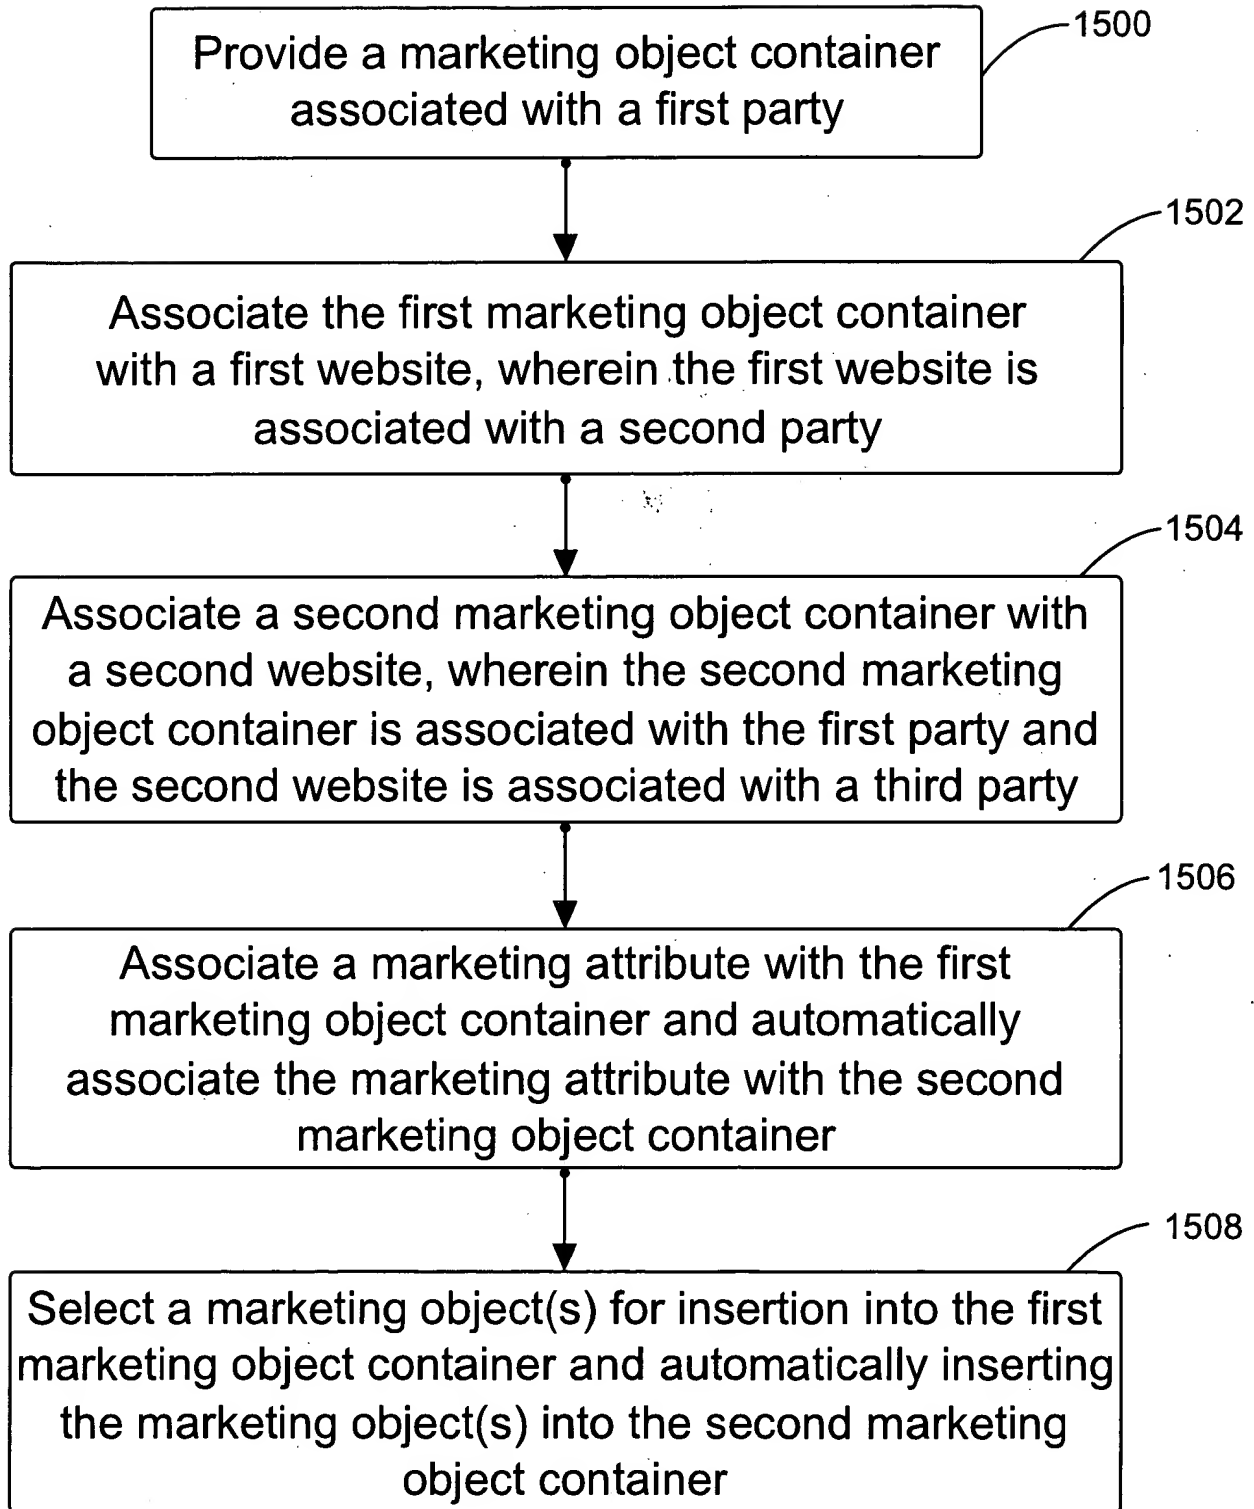 1500
Provide a marketing object container
associated with a first party
1502
Associate the first marketing object container
with a first website, wherein the first website is
associated with a second party
1504
Associate a second marketing object container with
a second website, wherein the second marketing
object container is associated with the first party and
the second website is associated with a third party
1506
Associate a marketing attribute with the first
marketing object container and automatically
associate the marketing attribute with the second
marketing object container
1508
Select a marketing object(s) for insertion into the first
marketing object container and automatically inserting
the marketing object(s) into the second marketing
object container